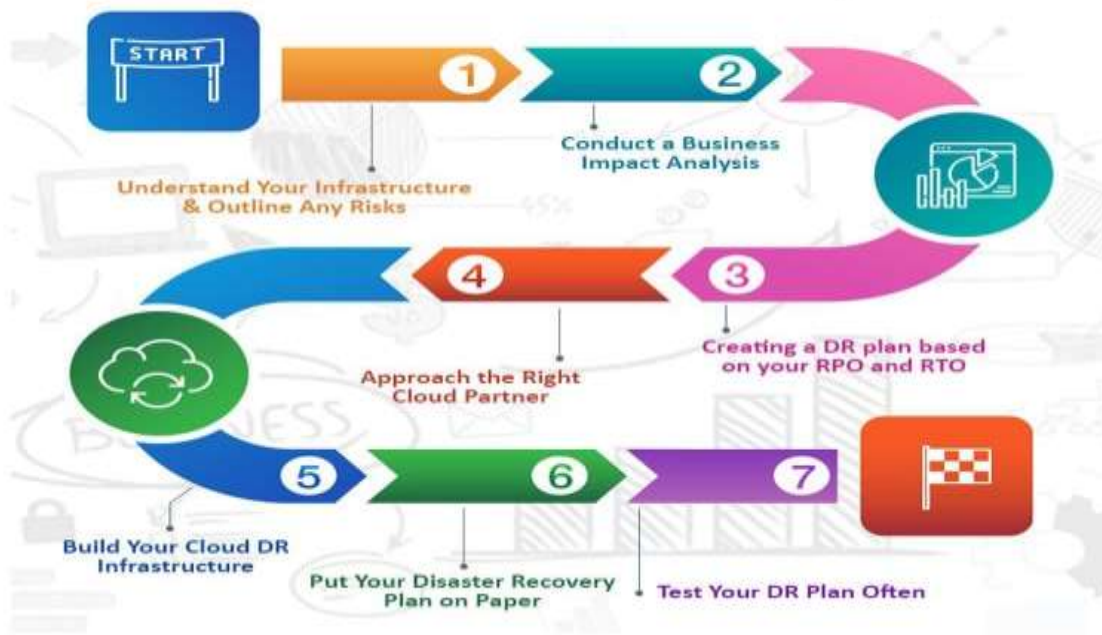 START
1
2
Conduct a Business
Impact Analysis
Understand Your Infrastructure
& Outline Any Risks
4
3
Creating a DR plan based
on your RPO and RTO
Approach the Right
Cloud Partner
BUSINESS
45%
5
6
7
Build Your Cloud DR
Infrastructure
Put Your Disaster Recovery
Plan on Paper
Test Your DR Plan Often